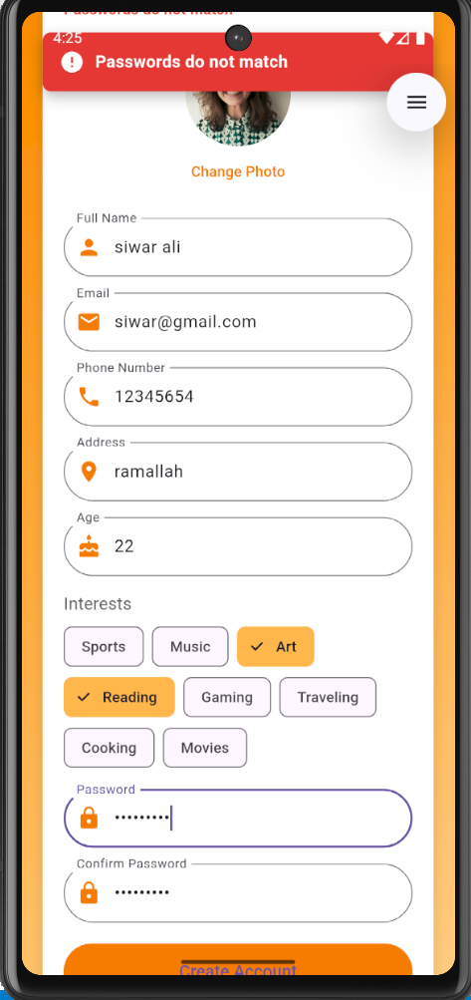 Passwords do not match
4:25
Passwords do not match
Change Photo
Full Name
siwar ali
Email
siwar@gmail.com
Phone Number
12345654
Address
ramallah
Age
22
Interests
Sports Music Art
Reading Gaming Traveling
Cooking Movies
Password
•••••••••
Confirm Password
•••••••••
Create Account